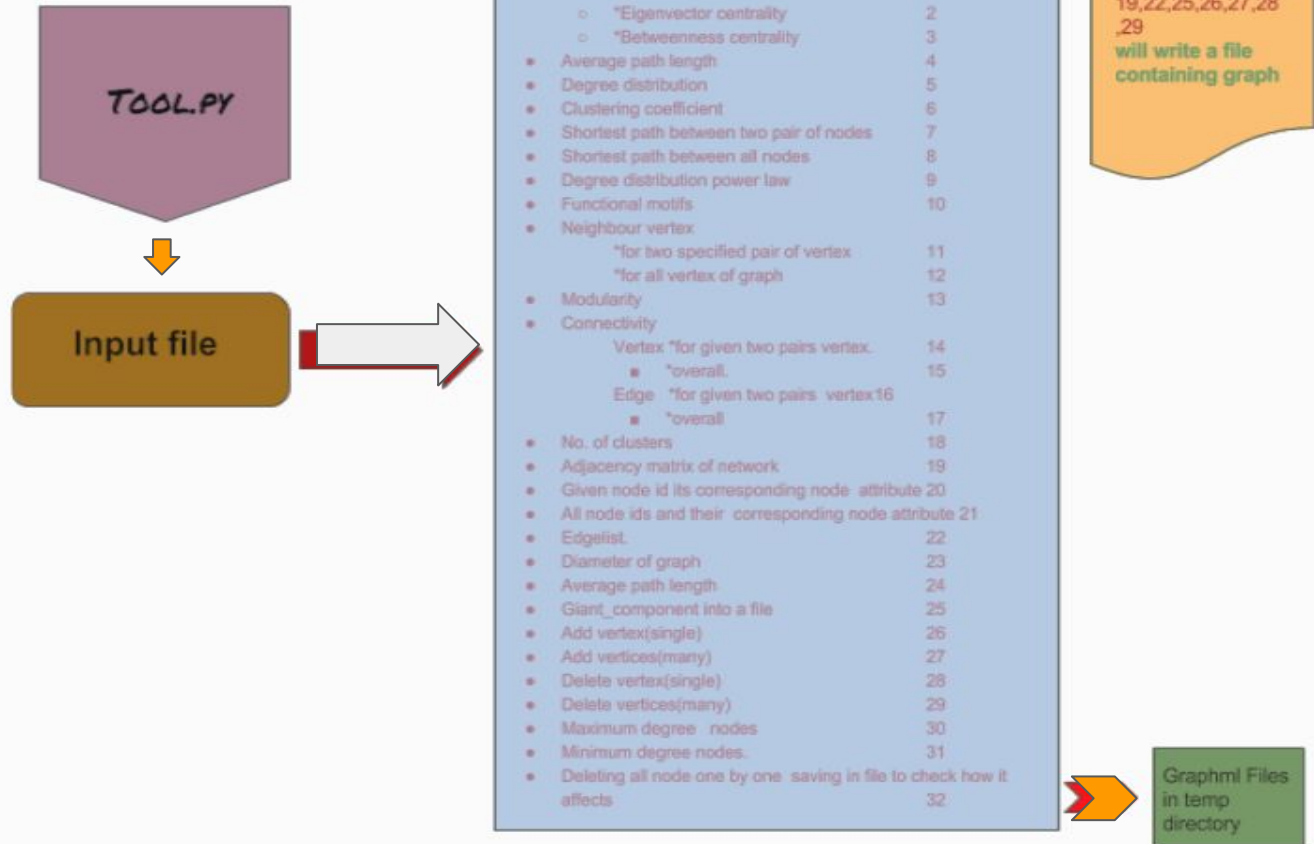 TOOL.PY
Input file
○ *Eigenvector centrality 2
○ *Betweenness centrality 3
● Average path length 4
● Degree distribution 5
● Clustering coefficient 6
● Shortest path between two pair of nodes 7
● Shortest path between all nodes 8
● Degree distribution power law 9
● Functional motifs 10
● Neighbour vertex
*for two specified pair of vertex 11
*for all vertex of graph 12
● Modularity 13
● Connectivity
Vertex *for given two pairs vertex. 14
■ *overall. 15
Edge *for given two pairs vertex16
■ *overall 17
● No. of clusters 18
● Adjacency matrix of network 19
● Given node id its corresponding node attribute 20
● All node ids and their corresponding node attribute 21
● Edgelist. 22
● Diameter of graph 23
● Average path length 24
● Giant_component into a file 25
● Add vertex(single) 26
● Add vertices(many) 27
● Delete vertex(single) 28
● Delete vertices(many) 29
● Maximum degree nodes 30
● Minimum degree nodes. 31
● Deleting all node one by one saving in file to check how it
affects 32
19,22,25,26,27,28
,29
will write a file
containing graph
Graphml Files
in temp
directory